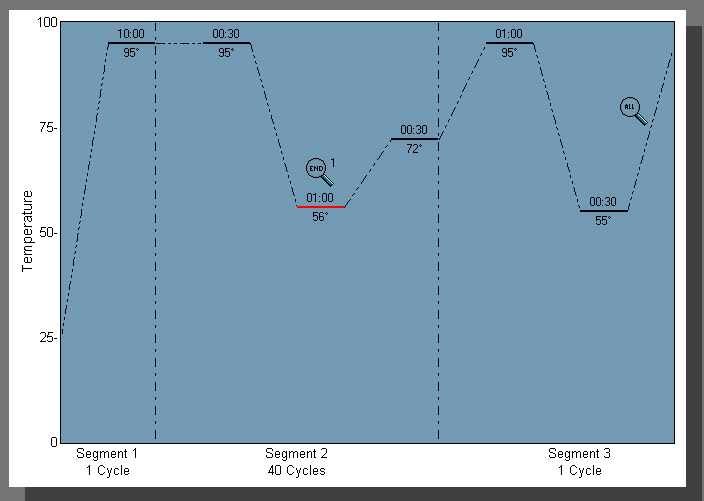 100
10:00
95°
00:30
95°
01:00
95°
ALL
75-
00:30
72°
END 1
01:00
56°
00:30
55°
50-
25-
0
Temperature
Segment 1
1 Cycle
Segment 2
40 Cycles
Segment 3
1 Cycle